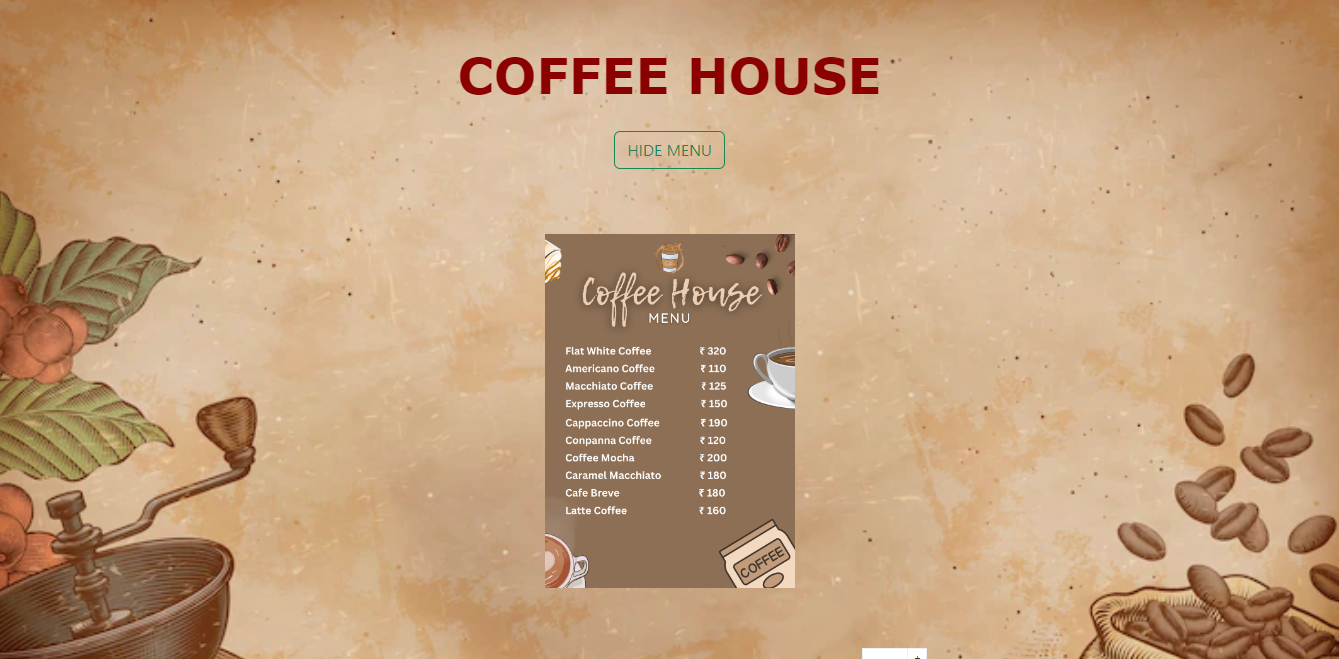 COFFEE HOUSE
HIDE MENU
Coffee House
MENU
Flat White Coffee ₹ 320
Americano Coffee ₹ 110
Macchiato Coffee ₹ 125
Expresso Coffee ₹ 150
Cappaccino Coffee ₹ 190
Conpanna Coffee ₹ 120
Coffee Mocha ₹ 200
Caramel Macchiato ₹ 180
Cafe Breve ₹ 180
Latte Coffee ₹ 160
COFFEE